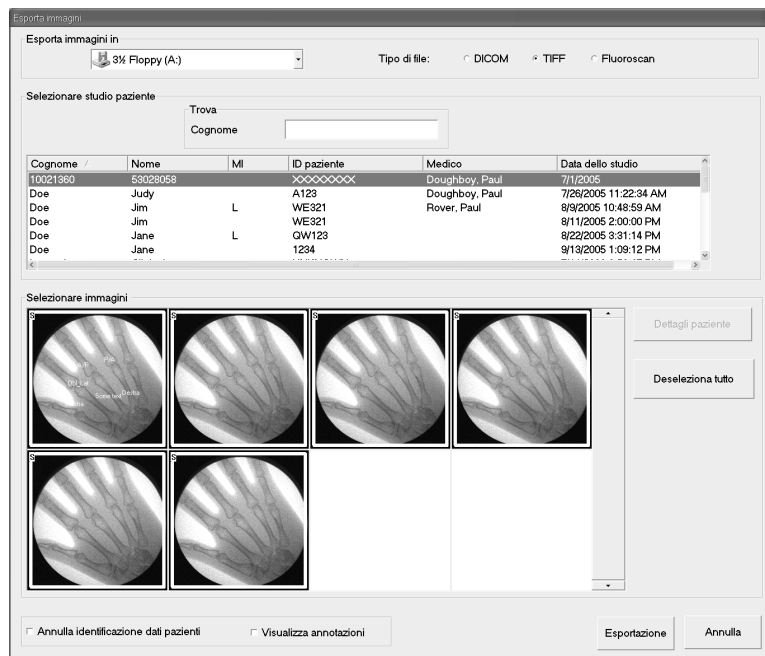 Esporta immagini
Esporta immagini in
3½ Floppy (A:)
Tipo di file:
DICOM
TIFF
Fluoroscan
Selezionare studio paziente
Trova
Cognome
Cognome Nome MI ID paziente Medico Data dello studio
10021360 53028058 XXXXXXXXX Doughboy, Paul 7/1/2005
Doe Judy A123 Doughboy, Paul 7/26/2005 11:22:34 AM
Doe Jim L WE321 Rover, Paul 8/9/2005 10:48:59 AM
Doe Jim WE321 8/11/2005 2:00:00 PM
Doe Jane L QW123 8/22/2005 3:31:14 PM
Doe Jane 1234 9/13/2005 1:09:12 PM
Selezionare immagini
S
S
S
S
P/A
Some text
Destra
S
S
Dettagli paziente
Deseleziona tutto
Annulla identificazione dati pazienti
Visualizza annotazioni
Esportazione
Annulla